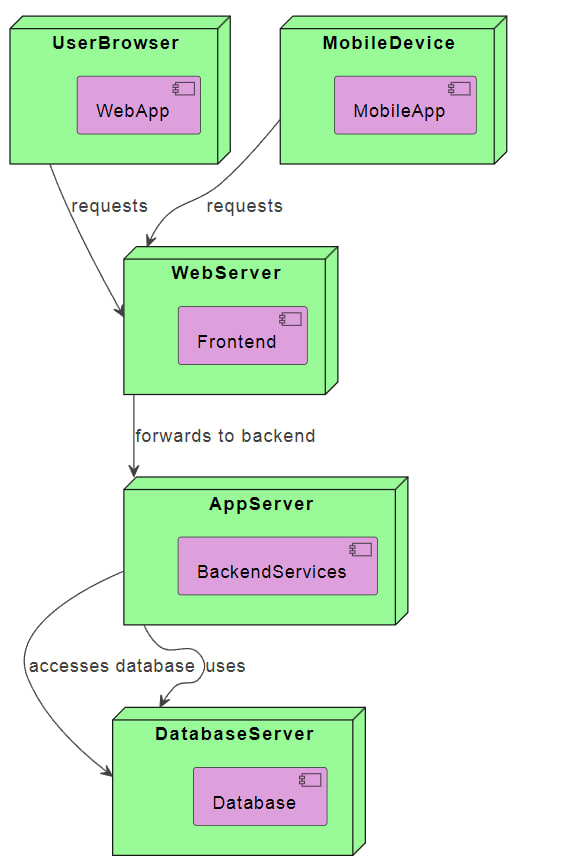 UserBrowser
MobileDevice
WebApp
MobileApp
requests
requests
WebServer
Frontend
forwards to backend
AppServer
BackendServices
accesses database
uses
DatabaseServer
Database